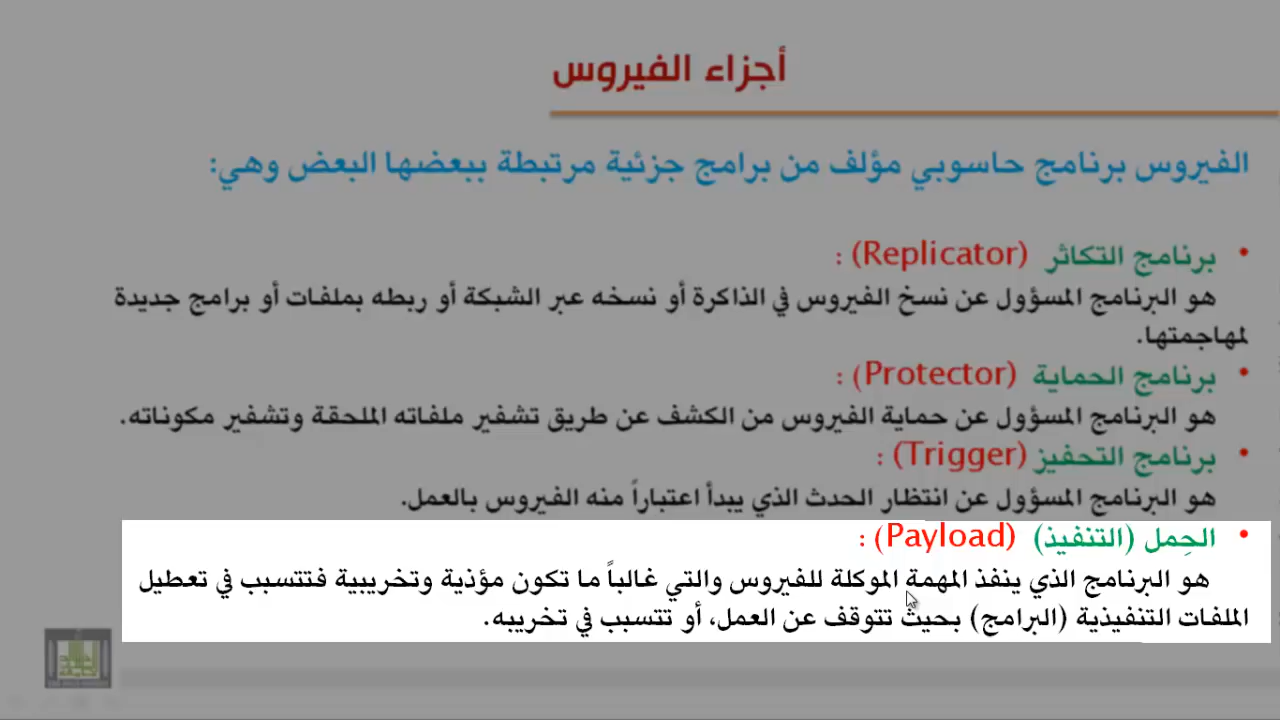 أجزاء الفيروس
الفيروس برنامج حاسوبي مؤلف من برامج جزئية مرتبطة ببعضها البعض وهي:
• برنامج التكاثر (Replicator) :
هو البرنامج المسؤول عن نسخ الفيروس في الذاكرة أو نسخه عبر الشبكة أو ربطه بملفات أو برامج جديدة
لمهاجمتها.
• برنامج الحماية (Protector) :
هو البرنامج المسؤول عن حماية الفيروس من الكشف عن طريق تشفير ملفاته الملحقة وتشفير مكوناته.
• برنامج التحفيز (Trigger) :
هو البرنامج المسؤول عن انتظار الحدث الذي يبدأ اعتباراً منه الفيروس بالعمل.
• الحِمل (التنفيذ) (Payload) :
هو البرنامج الذي ينفذ المهمة الموكلة للفيروس والتي غالباً ما تكون مؤذية وتخريبية فتتسبب في تعطيل
الملفات التنفيذية (البرامج) بحيث تتوقف عن العمل، أو تتسبب في تخريبه.